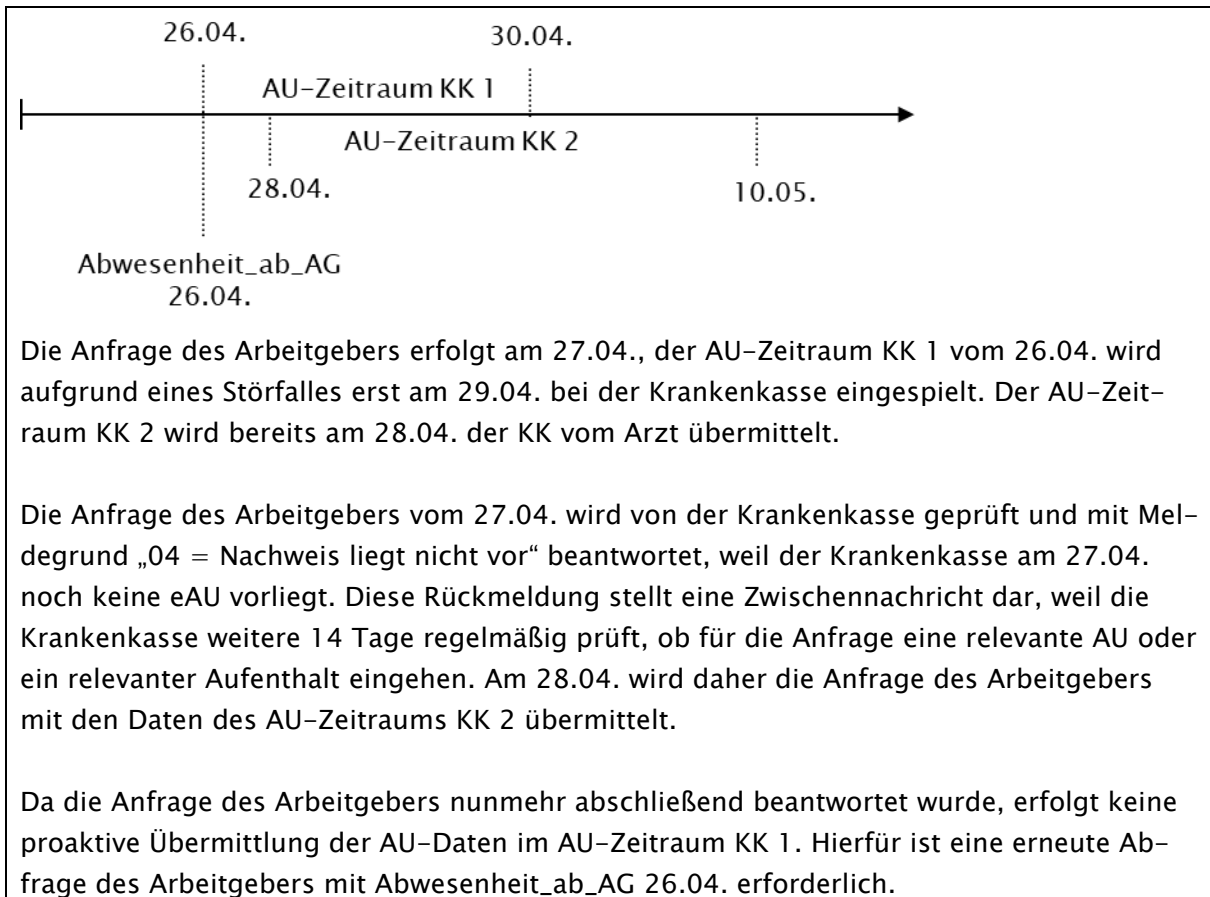 26.04.
30.04.
AU-Zeitraum KK 1
AU-Zeitraum KK 2
28.04.
10.05.
Abwesenheit_ab_AG
26.04.
Die Anfrage des Arbeitgebers erfolgt am 27.04., der AU-Zeitraum KK 1 vom 26.04. wird
aufgrund eines Störfalles erst am 29.04. bei der Krankenkasse eingespielt. Der AU-Zeit-
raum KK 2 wird bereits am 28.04. der KK vom Arzt übermittelt.
Die Anfrage des Arbeitgebers vom 27.04. wird von der Krankenkasse geprüft und mit Mel-
degrund „04 = Nachweis liegt nicht vor“ beantwortet, weil der Krankenkasse am 27.04.
noch keine eAU vorliegt. Diese Rückmeldung stellt eine Zwischennachricht dar, weil die
Krankenkasse weitere 14 Tage regelmäßig prüft, ob für die Anfrage eine relevante AU oder
ein relevanter Aufenthalt eingehen. Am 28.04. wird daher die Anfrage des Arbeitgebers
mit den Daten des AU-Zeitraums KK 2 übermittelt.
Da die Anfrage des Arbeitgebers nunmehr abschließend beantwortet wurde, erfolgt keine
proaktive Übermittlung der AU-Daten im AU-Zeitraum KK 1. Hierfür ist eine erneute Ab-
frage des Arbeitgebers mit Abwesenheit_ab_AG 26.04. erforderlich.